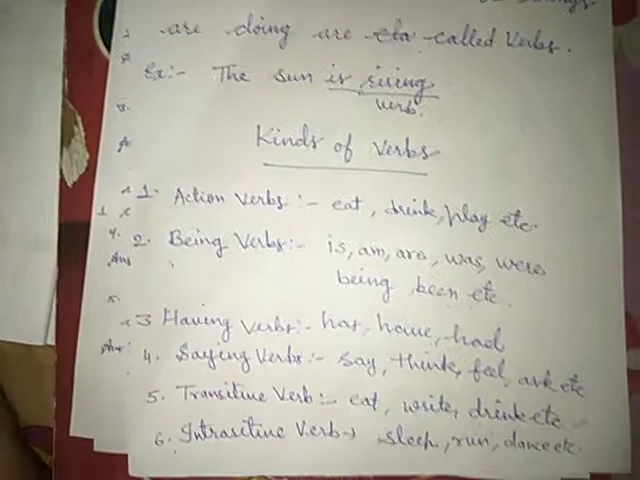 are doing are etc called Verbs.
Ex:- The sun is rising.
verb.
Kinds of Verbs
1. Action Verbs :- eat, drink, play etc.
2. Being Verbs:- is, am, are, was, were
being, been etc.
3 Having Verbs:- has, have, had
4. Saying Verbs:- say, think, feel, ask etc
5. Transitive Verb:- eat, write, drink etc
6. Intrasitive Verb→ sleep, run, dance etc.